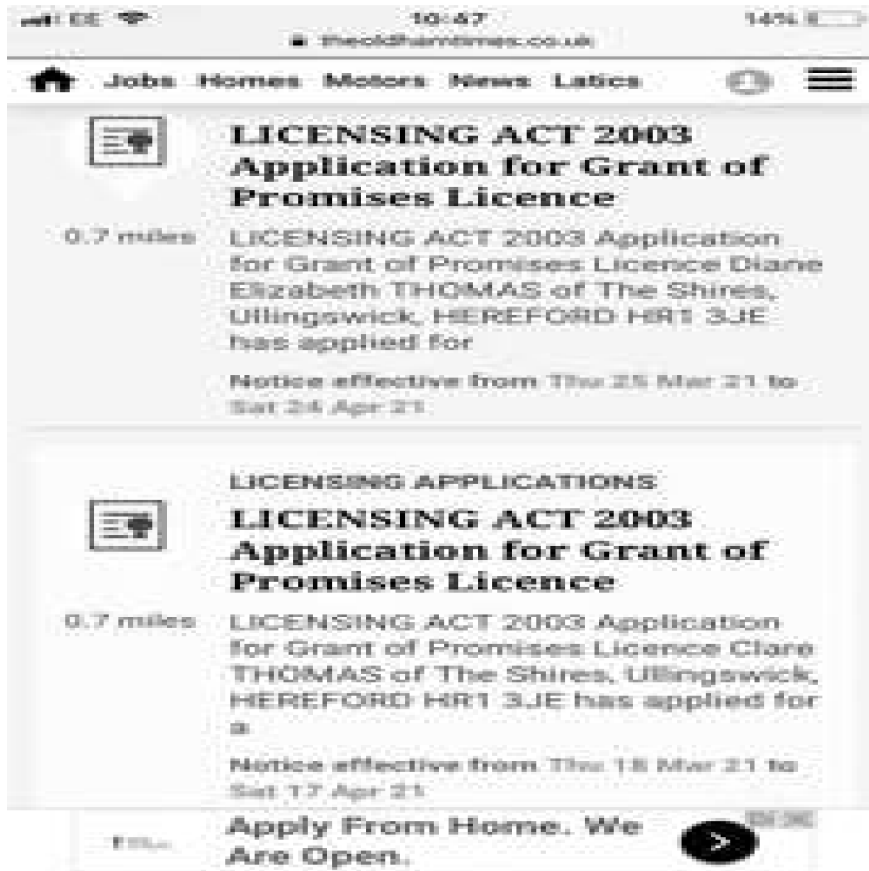 EE 10:47 14%
theoldhamtimes.co.uk
Jobs Homes Motors News Latics
LICENSING ACT 2003
Application for Grant of
Promises Licence
0.7 miles
LICENSING ACT 2003 Application
for Grant of Promises Licence Diane
Elizabeth THOMAS of The Shires,
Ullingswick, HEREFORD HR1 3JE
has applied for
Notice effective from Thu 25 Mar 21 to
Sat 24 Apr 21
LICENSING APPLICATIONS
LICENSING ACT 2003
Application for Grant of
Promises Licence
0.7 miles
LICENSING ACT 2003 Application
for Grant of Promises Licence Clare
THOMAS of The Shires, Ullingswick,
HEREFORD HR1 3JE has applied for
a
Notice effective from Thu 18 Mar 21 to
Sat 17 Apr 21
Apply From Home. We
Are Open.